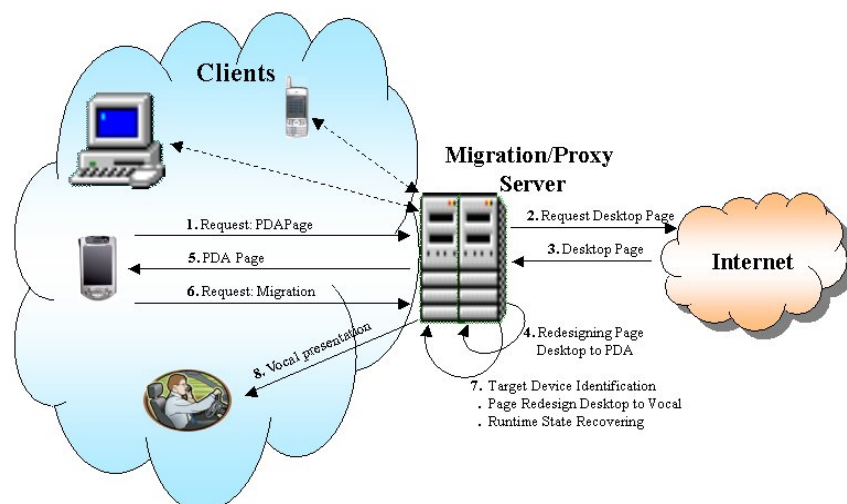 Clients
Migration/Proxy
Server
1. Request: PDAPage
2. Request Desktop Page
3. Desktop Page
5. PDA Page
Internet
6. Request: Migration
4. Redesigning Page
Desktop to PDA
8. Vocal presentation
7. Target Device Identification
. Page Redesign Desktop to Vocal
. Runtime State Recovering